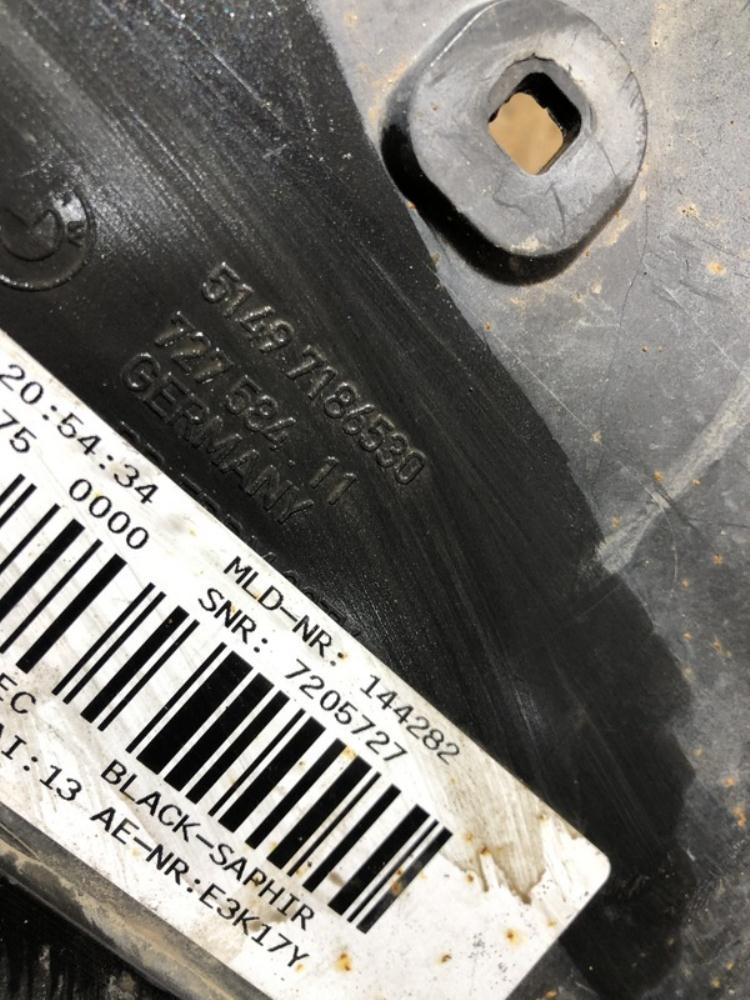 5149 7186530
727 584 11
GERMANY
20:54:34
75 0000
MLD-NR: 144282
SNR: 7205727
EC BLACK-SAPHIR
AI:13 AE-NR:E3K17Y